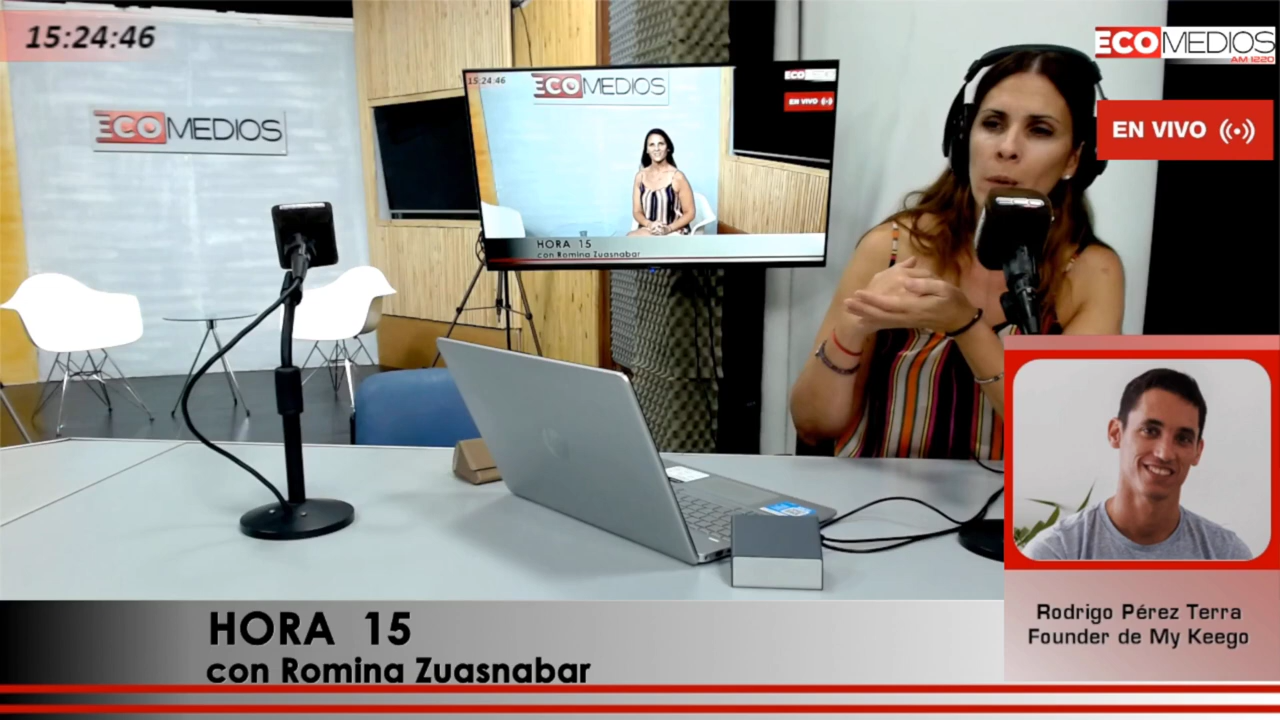 15:24:46
ECOMEDIOS
AM 1220
EN VIVO
ECOMEDIOS
15:24:46
ECOMEDIOS
ECOMEDIOS
EN VIVO
HORA 15
con Romina Zuasnabar
Rodrigo Pérez Terra
Founder de My Keego
HORA 15
con Romina Zuasnabar